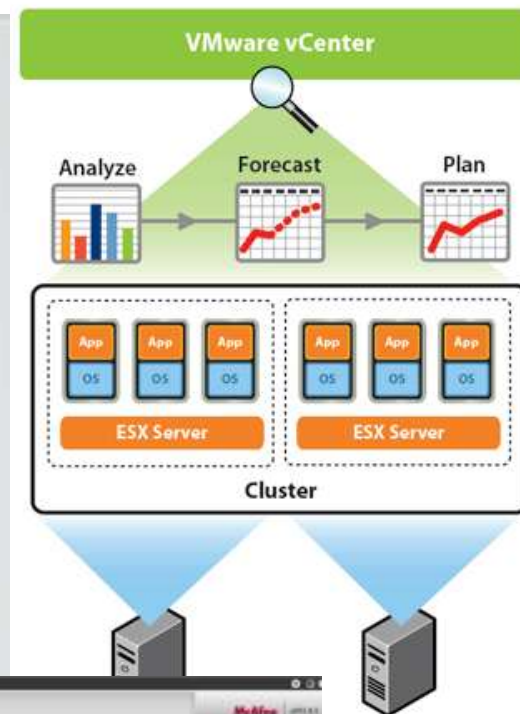 VMware vCenter
Analyze Forecast Plan
App App App App App App
OS OS OS OS OS OS
ESX Server ESX Server
Cluster
McAfee